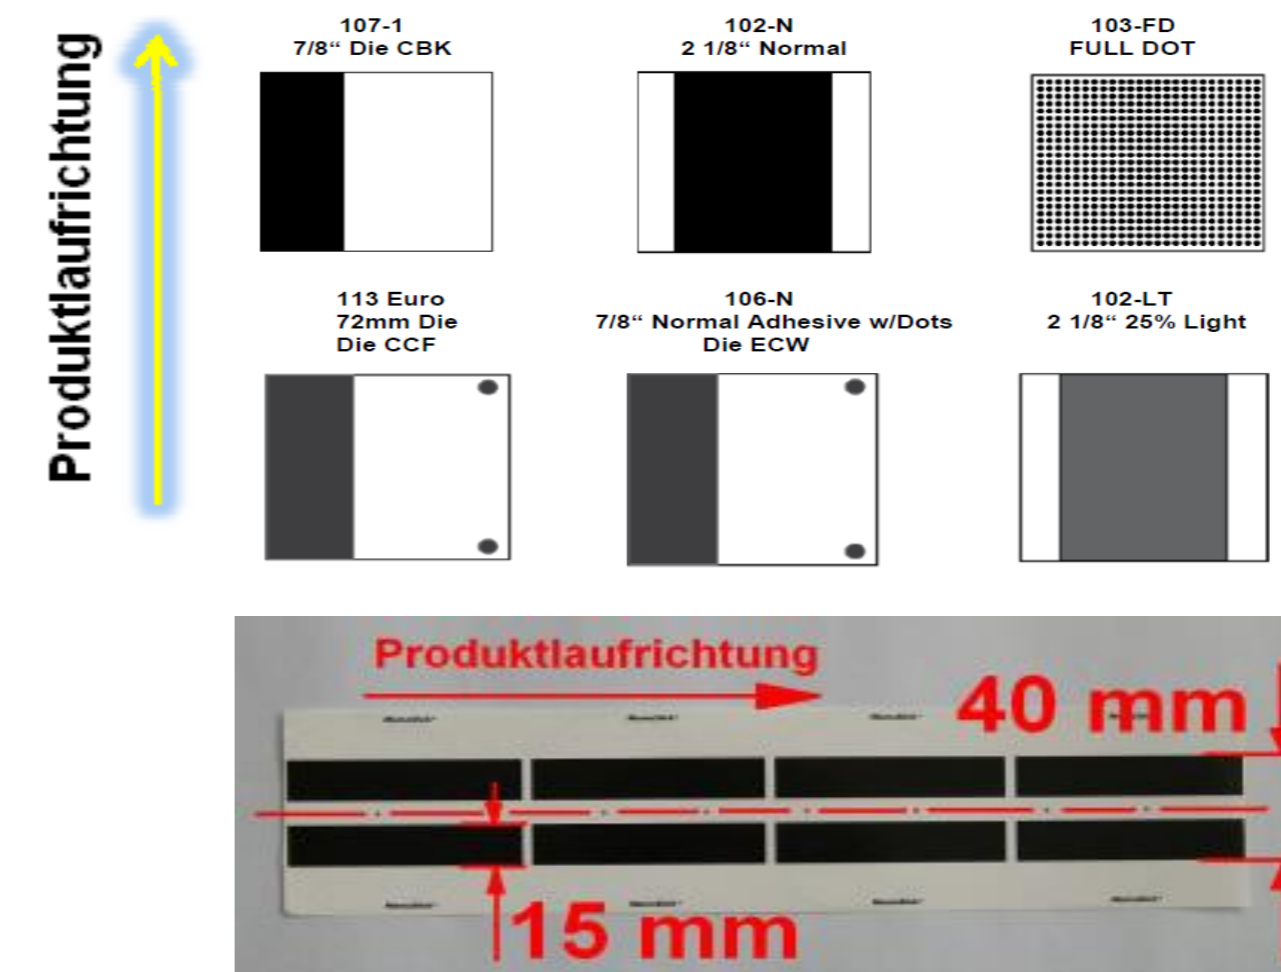 Produktlaufrichtung
107-1
7/8“ Die CBK
102-N
2 1/8“ Normal
103-FD
FULL DOT
113 Euro
72mm Die
Die CCF
106-N
7/8“ Normal Adhesive w/Dots
Die ECW
102-LT
2 1/8“ 25% Light
Produktlaufrichtung
40 mm
15 mm